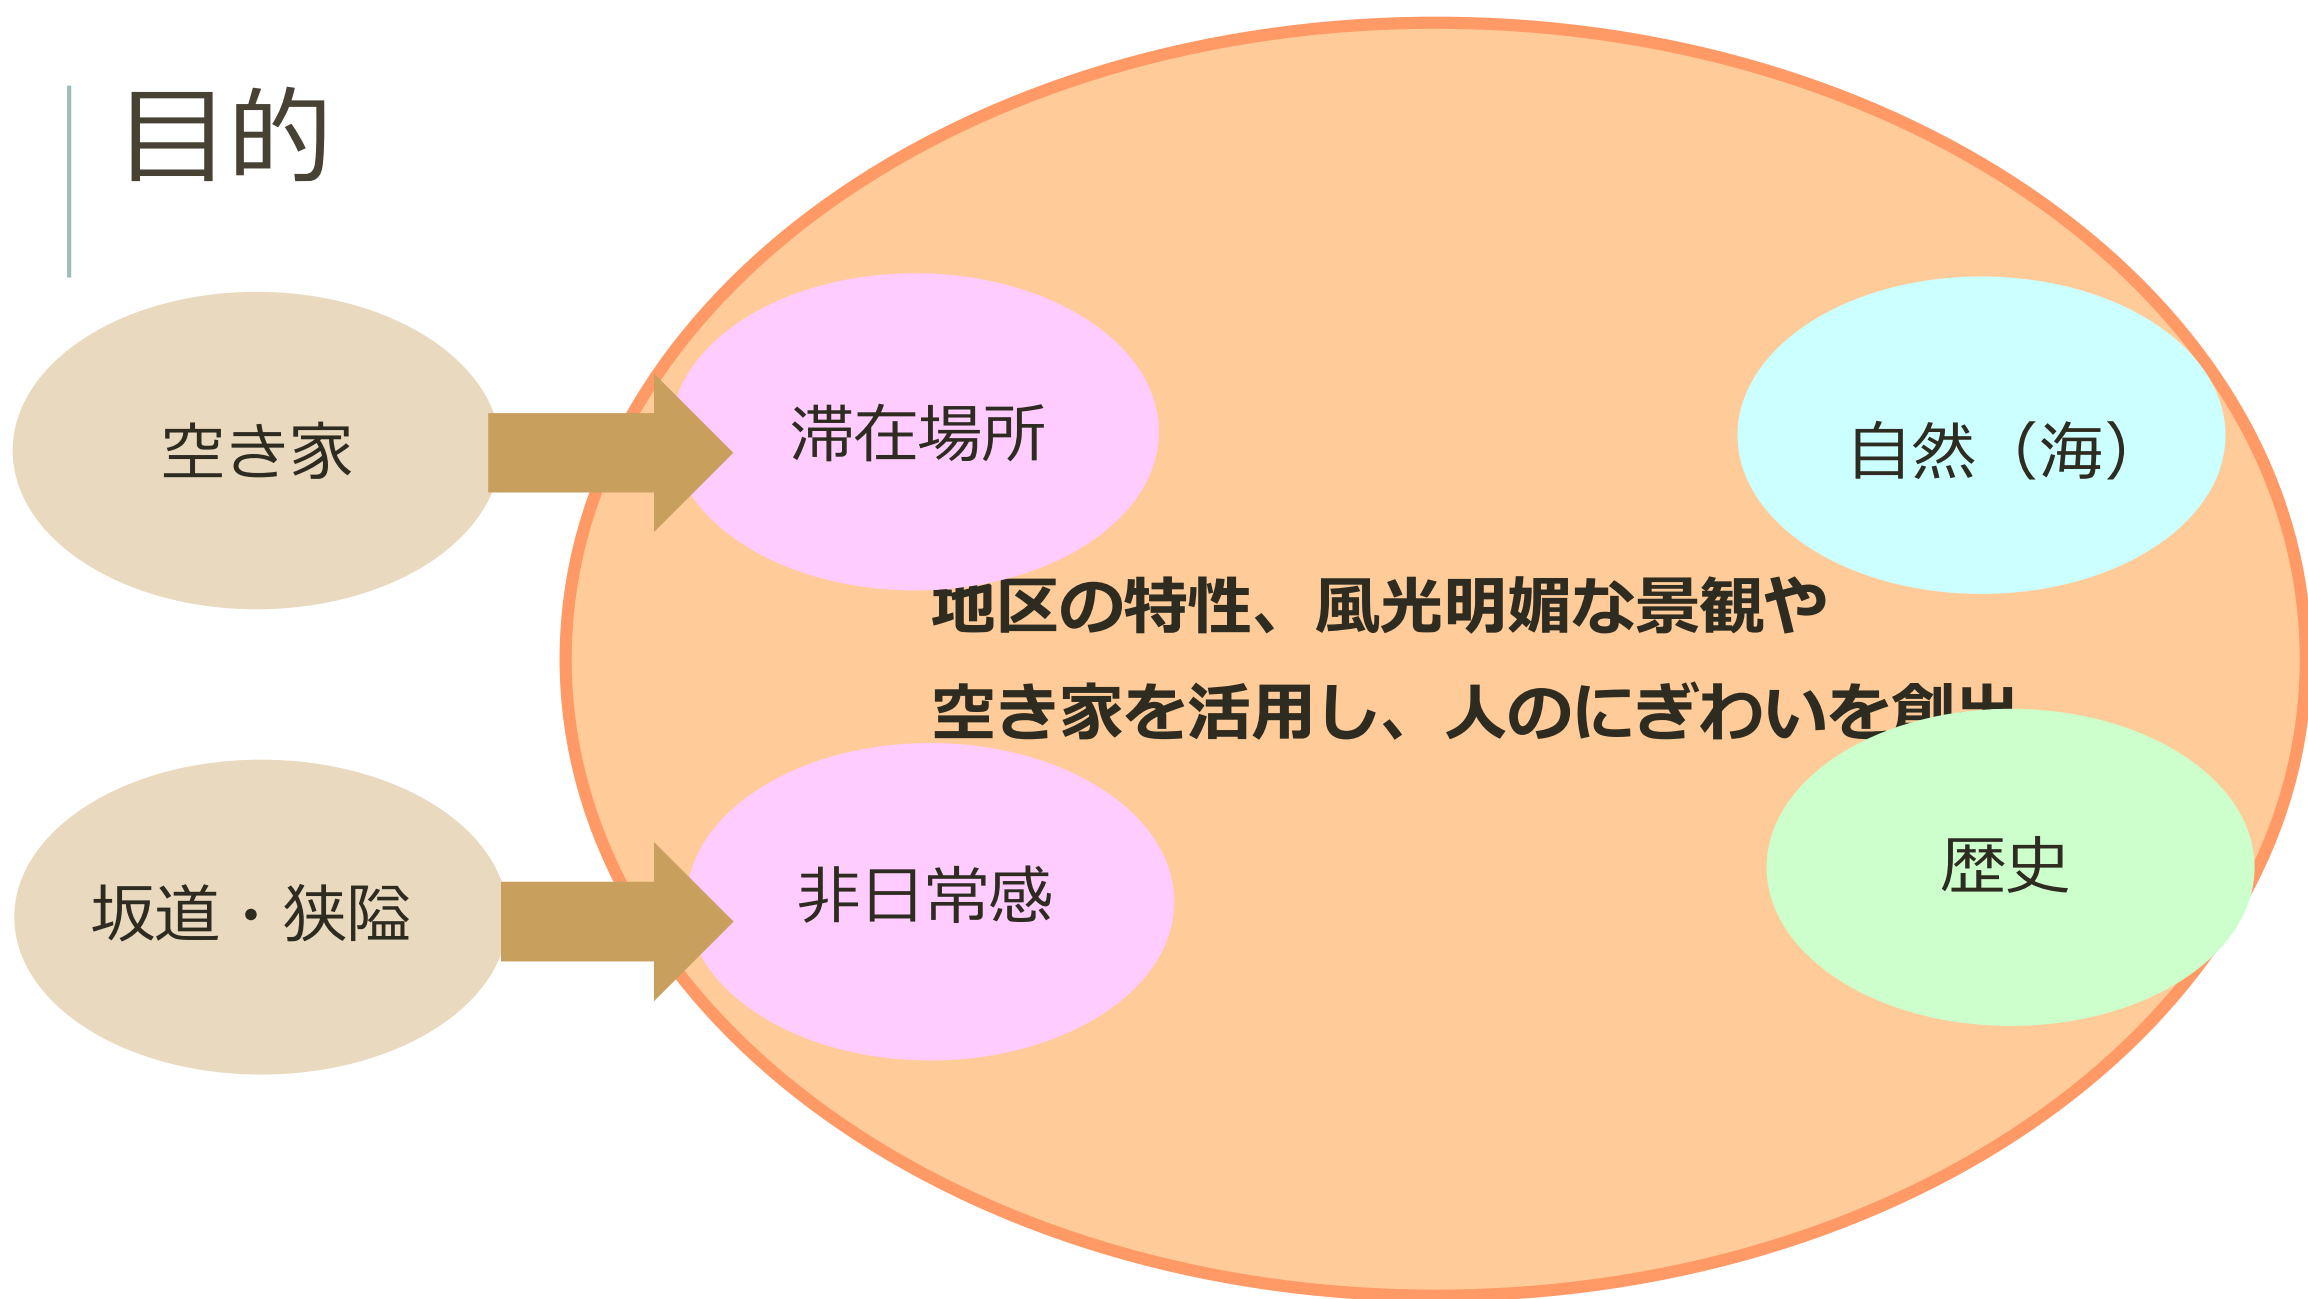 目的
空き家
滞在場所
自然（海）
地区の特性、風光明媚な景観や
空き家を活用し、人のにぎわいを創出
坂道・狭隘
非日常感
歴史